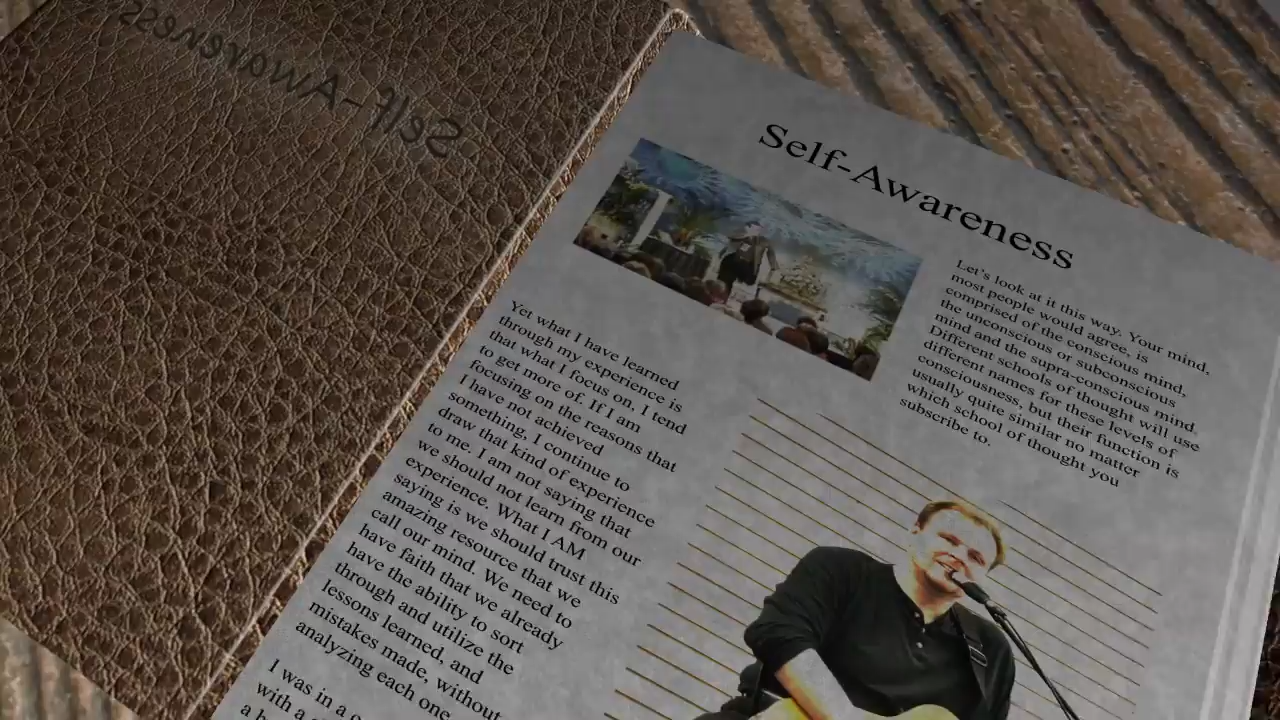 Self-Awareness
Self-Awareness
Let's look at it this way. Your mind,
most people would agree, is
comprised of the conscious mind,
the unconscious or subconscious
mind and the supra-conscious mind.
Different schools of thought will use
different names for these levels of
consciousness, but their function is
usually quite similar no matter
which school of thought you
subscribe to.
Yet what I have learned
through my experience is
that what I focus on, I tend
to get more of. If I am
focusing on the reasons that
I have not achieved
something, I continue to
draw that kind of experience
to me. I am not saying that
we should not learn from our
experience. What I AM
saying is we should trust this
amazing resource that we
call our mind. We need to
have faith that we already
have the ability to sort
through and utilize the
lessons learned, and
mistakes made, without
analyzing each one
I was in a
with a
a